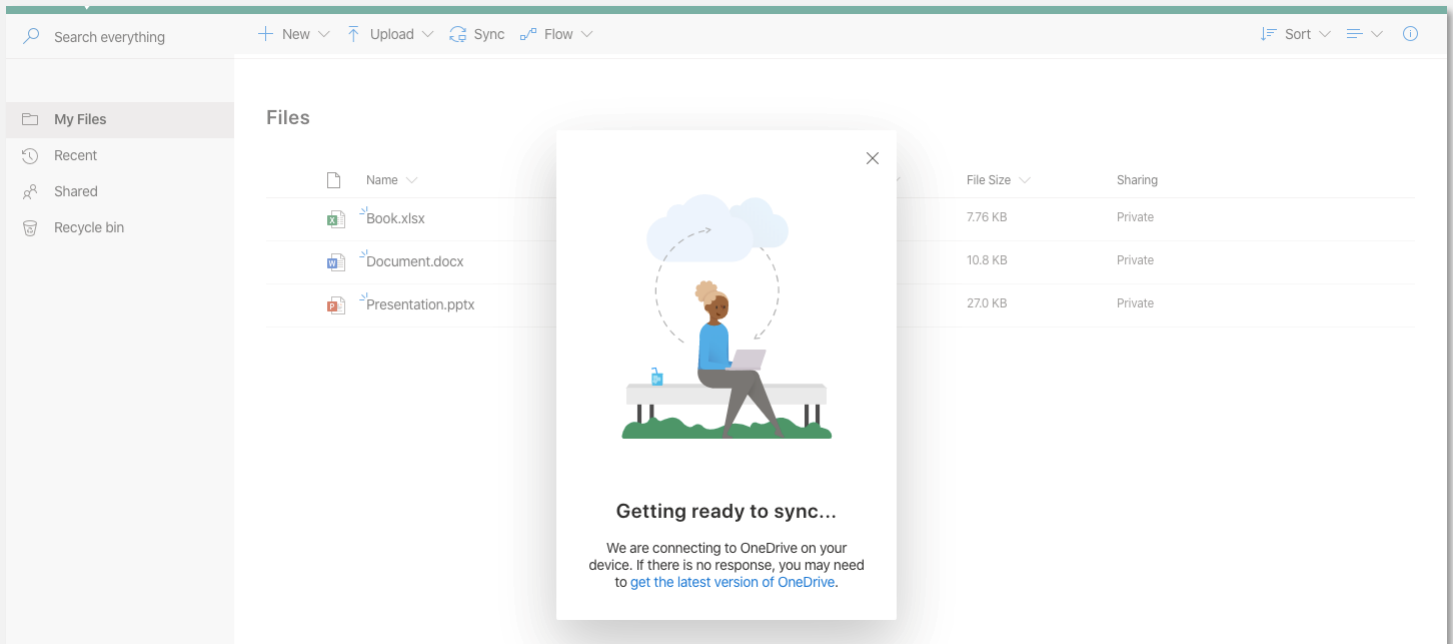 Search everything
New
Upload
Sync
Flow
Sort
My Files
Recent
Shared
Recycle bin
Files
Name
File Size
Sharing
Book.xlsx
7.76 KB
Private
Document.docx
10.8 KB
Private
Presentation.pptx
27.0 KB
Private
Getting ready to sync...
We are connecting to OneDrive on your
device. If there is no response, you may need
to get the latest version of OneDrive.